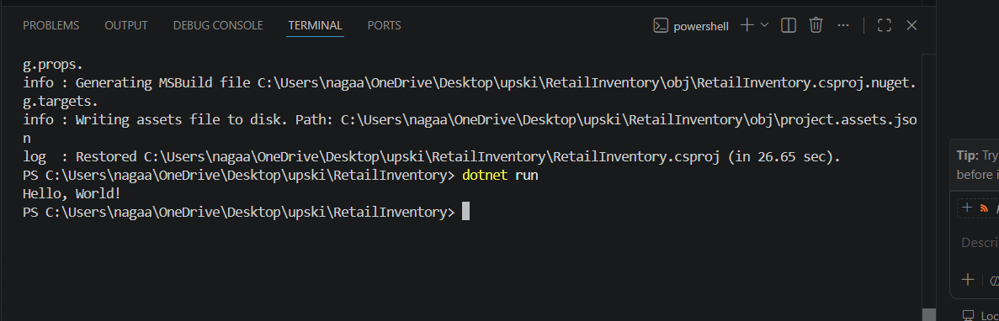 PROBLEMS OUTPUT DEBUG CONSOLE TERMINAL PORTS powershell
g.props.
info : Generating MSBuild file C:\Users\nagaa\OneDrive\Desktop\upski\RetailInventory\obj\RetailInventory.csproj.nuget.
g.targets.
info : Writing assets file to disk. Path: C:\Users\nagaa\OneDrive\Desktop\upski\RetailInventory\obj\project.assets.jso
n
log  : Restored C:\Users\nagaa\OneDrive\Desktop\upski\RetailInventory\RetailInventory.csproj (in 26.65 sec).
PS C:\Users\nagaa\OneDrive\Desktop\upski\RetailInventory> dotnet run
Hello, World!
PS C:\Users\nagaa\OneDrive\Desktop\upski\RetailInventory>
Tip: Try
before i
Descri
Loc